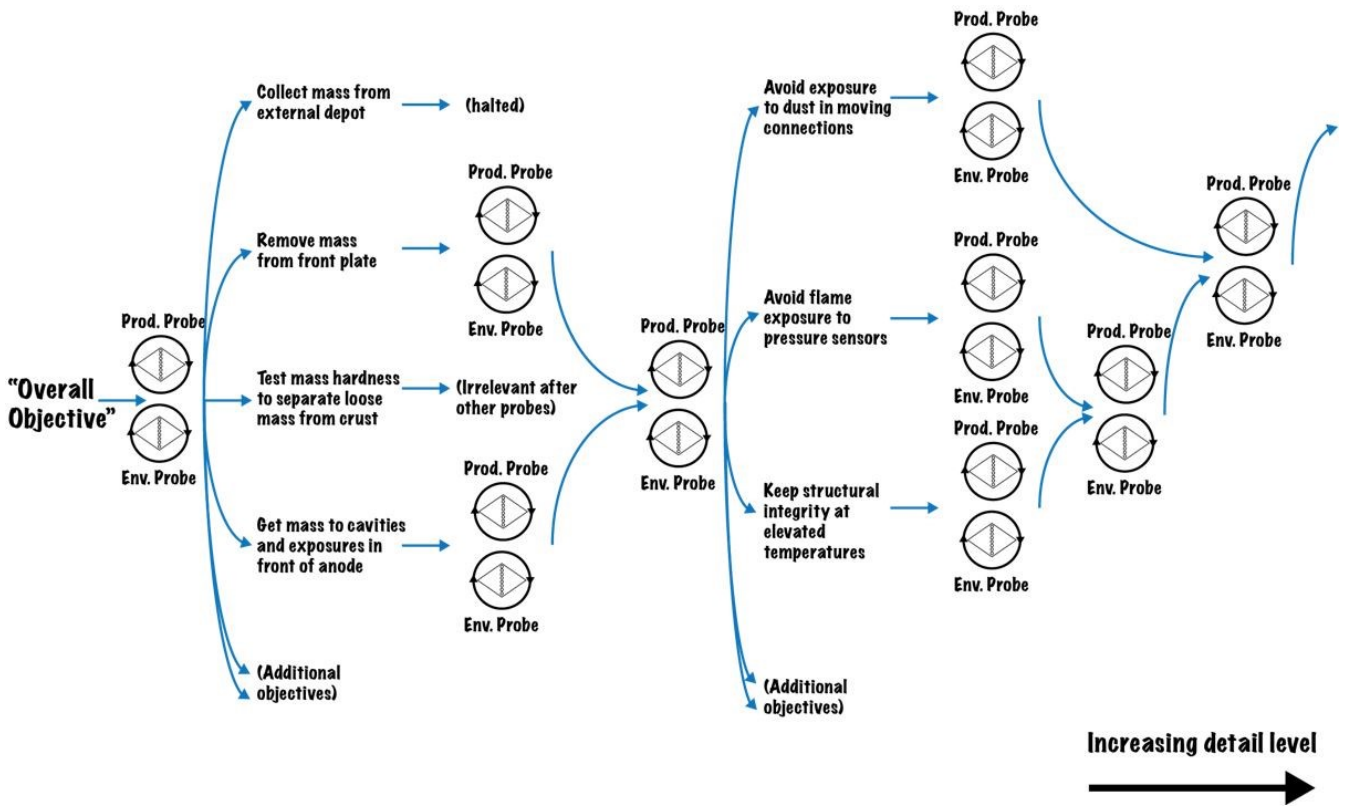 "Overall
Objective"
Prod. Probe
Env. Probe
Collect mass from
external depot
(halted)
Remove mass
from front plate
Prod. Probe
Env. Probe
Test mass hardness
to separate loose
mass from crust
(Irrelevant after
other probes)
Get mass to cavities
and exposures in
front of anode
Prod. Probe
Env. Probe
(Additional
objectives)
Prod. Probe
Env. Probe
Avoid exposure
to dust in moving
connections
Prod. Probe
Env. Probe
Avoid flame
exposure to
pressure sensors
Prod. Probe
Env. Probe
Keep structural
integrity at
elevated
temperatures
Prod. Probe
Env. Probe
(Additional
objectives)
Prod. Probe
Env. Probe
Prod. Probe
Env. Probe
Increasing detail level